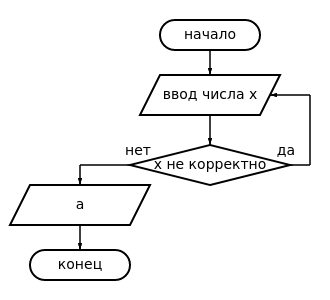 начало
ввод числа x
нет
да
x не корректно
a
конец